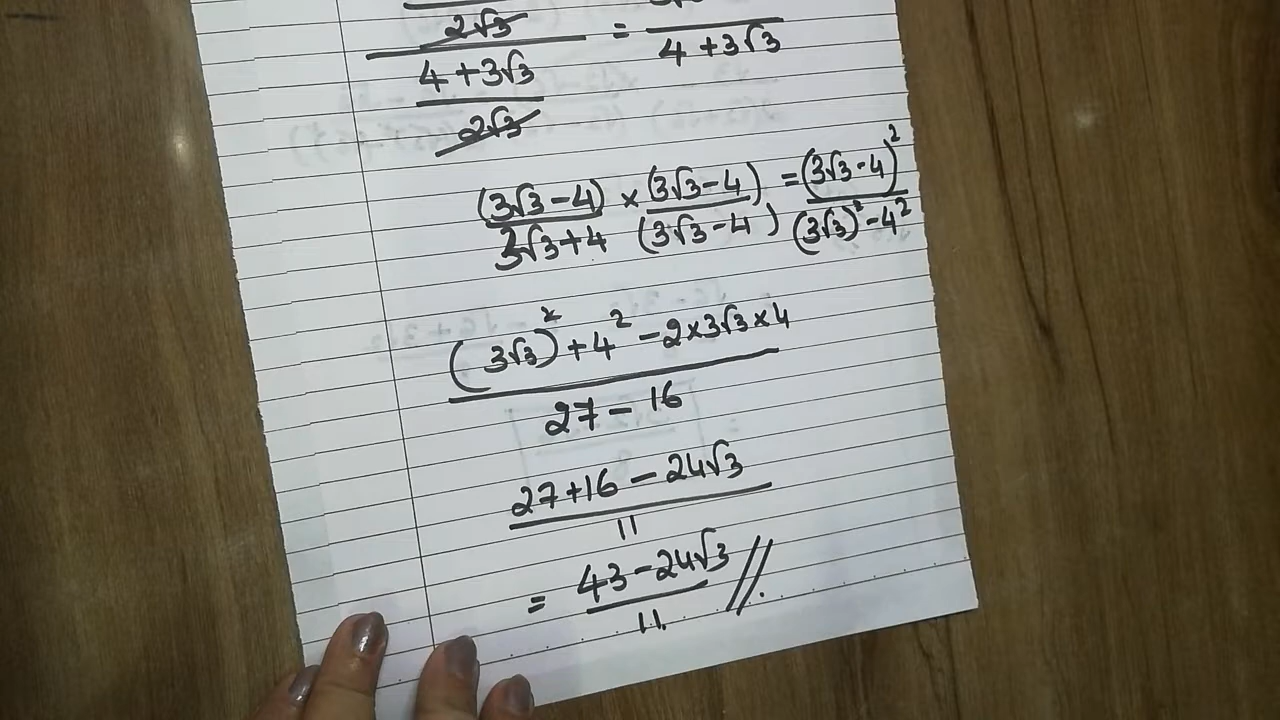 2√3 = 4 + 3√3
4 + 3√3
2√3
(3√3 - 4) / 3√3 + 4 × (3√3 - 4) / (3√3 - 4) = (3√3 - 4)² / (3√3)² - 4²
(3√3)² + 4² - 2×3√3×4
27 - 16
27+16 - 24√3
11
= 43 - 24√3 / 11 //.